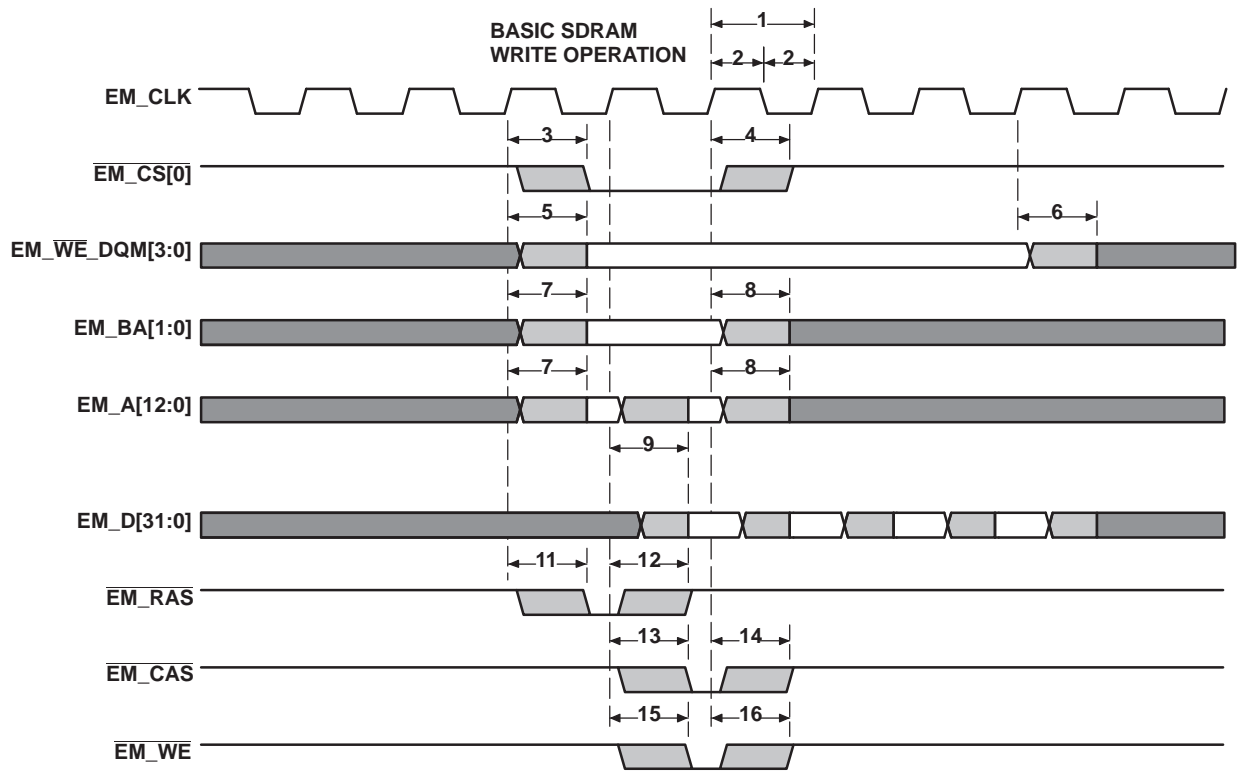 1
BASIC SDRAM
WRITE OPERATION
2 2
EM_CLK
3 4
EM_CS[0]
5 6
EM_WE_DQM[3:0]
7 8
EM_BA[1:0]
7 8
EM_A[12:0]
9
EM_D[31:0]
11 12
EM_RAS
13 14
EM_CAS
15 16
EM_WE